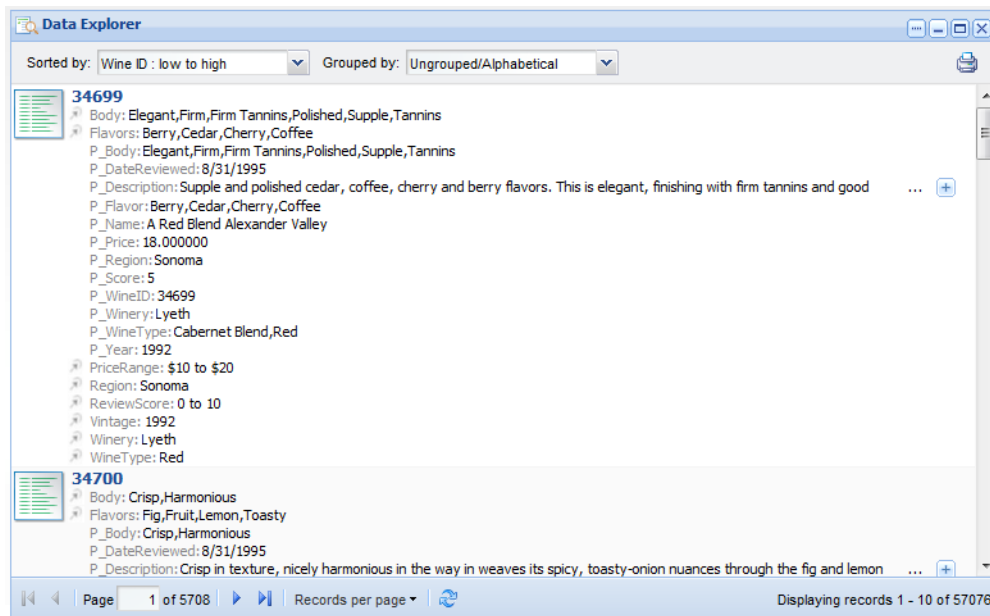 Data Explorer
Sorted by: Wine ID : low to high Grouped by: Ungrouped/Alphabetical
34699
Body: Elegant,Firm,Firm Tannins,Polished,Supple,Tannins
Flavors: Berry,Cedar,Cherry,Coffee
P_Body: Elegant,Firm,Firm Tannins,Polished,Supple,Tannins
P_DateReviewed: 8/31/1995
P_Description: Supple and polished cedar, coffee, cherry and berry flavors. This is elegant, finishing with firm tannins and good ...
P_Flavor: Berry,Cedar,Cherry,Coffee
P_Name: A Red Blend Alexander Valley
P_Price: 18.000000
P_Region: Sonoma
P_Score: 5
P_WineID: 34699
P_Winery: Lyeth
P_WineType: Cabernet Blend,Red
P_Year: 1992
PriceRange: $10 to $20
Region: Sonoma
ReviewScore: 0 to 10
Vintage: 1992
Winery: Lyeth
WineType: Red
34700
Body: Crisp,Harmonious
Flavors: Fig,Fruit,Lemon,Toasty
P_Body: Crisp,Harmonious
P_DateReviewed: 8/31/1995
P_Description: Crisp in texture, nicely harmonious in the way in weaves its spicy, toasty-onion nuances through the fig and lemon ...
Page 1 of 5708 Records per page Displaying records 1 - 10 of 57076